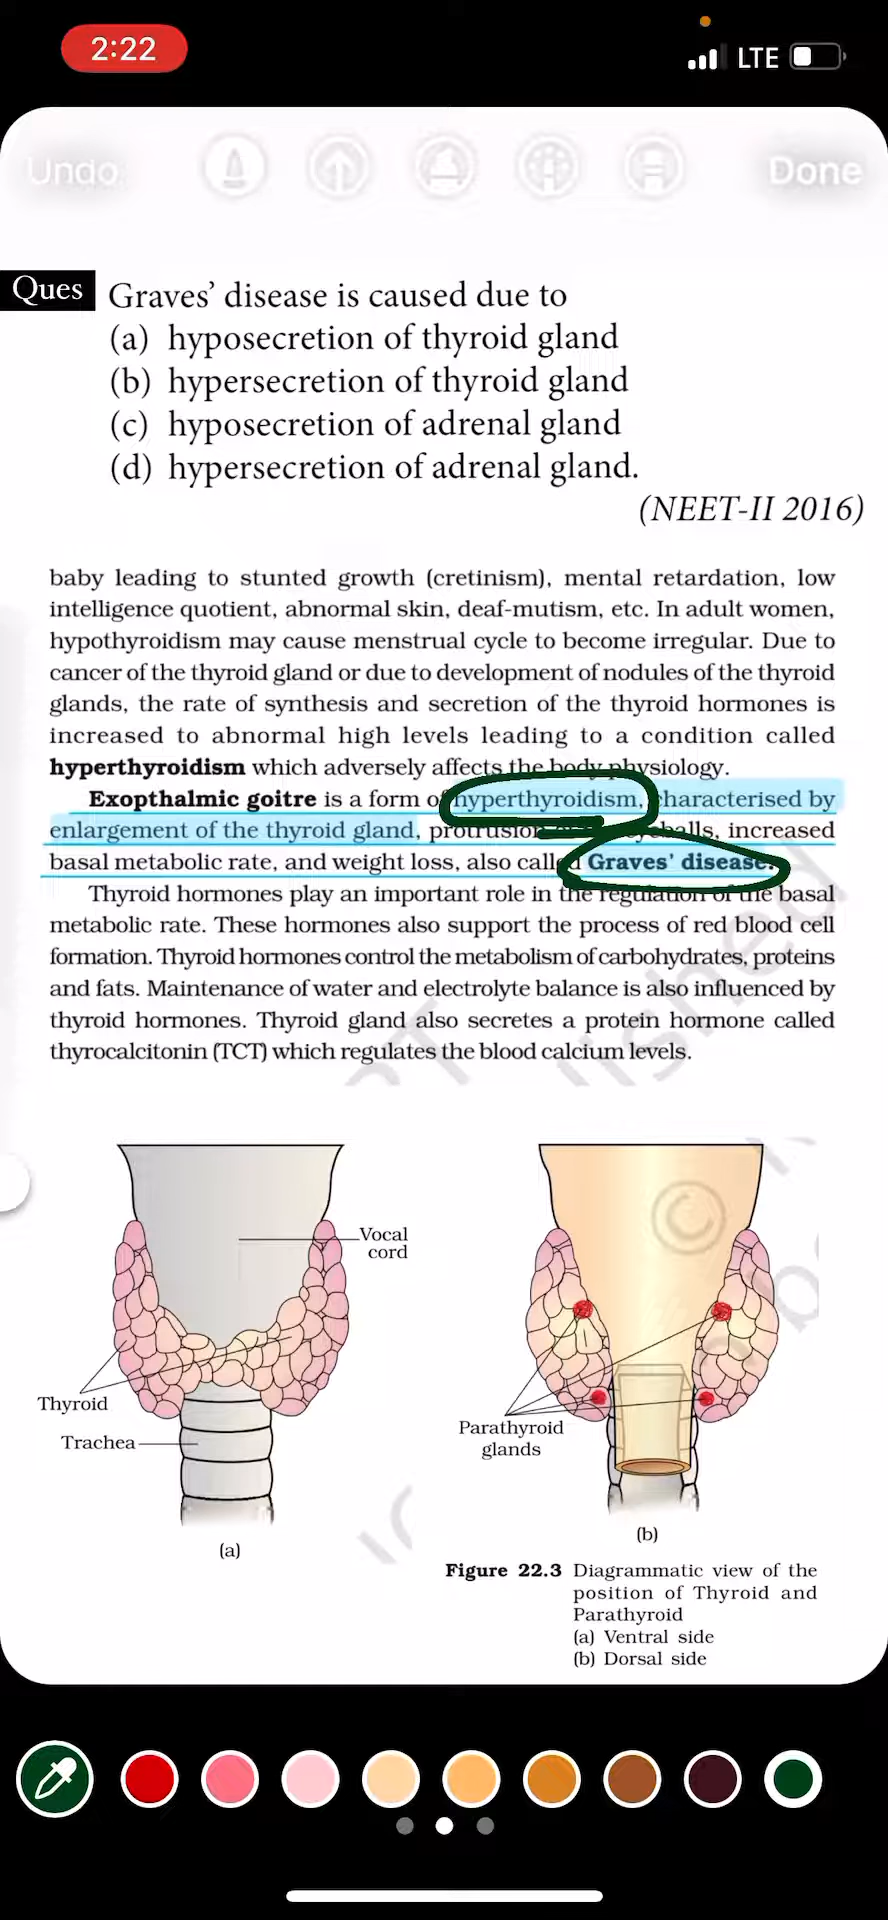 2:22
LTE
Undo
Done
Ques Graves' disease is caused due to
(a) hyposecretion of thyroid gland
(b) hypersecretion of thyroid gland
(c) hyposecretion of adrenal gland
(d) hypersecretion of adrenal gland.
(NEET-II 2016)
baby leading to stunted growth (cretinism), mental retardation, low
intelligence quotient, abnormal skin, deaf-mutism, etc. In adult women,
hypothyroidism may cause menstrual cycle to become irregular. Due to
cancer of the thyroid gland or due to development of nodules of the thyroid
glands, the rate of synthesis and secretion of the thyroid hormones is
increased to abnormal high levels leading to a condition called
hyperthyroidism which adversely affects the body physiology.
Exopthalmic goitre is a form of hyperthyroidism, characterised by
enlargement of the thyroid gland, protrusion eyeballs, increased
basal metabolic rate, and weight loss, also called Graves' disease.
Thyroid hormones play an important role in the regulation of the basal
metabolic rate. These hormones also support the process of red blood cell
formation. Thyroid hormones control the metabolism of carbohydrates, proteins
and fats. Maintenance of water and electrolyte balance is also influenced by
thyroid hormones. Thyroid gland also secretes a protein hormone called
thyrocalcitonin (TCT) which regulates the blood calcium levels.
Vocal
cord
Thyroid
Trachea
(a)
Parathyroid
glands
(b)
Figure 22.3 Diagrammatic view of the
position of Thyroid and
Parathyroid
(a) Ventral side
(b) Dorsal side